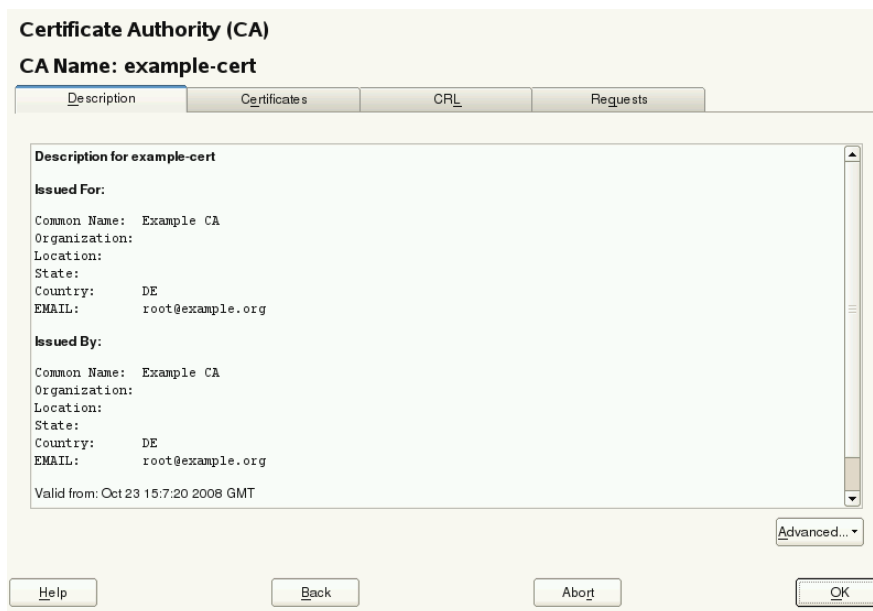 Certificate Authority (CA)
CA Name: example-cert
Description Certificates CRL Requests
Description for example-cert
Issued For:
Common Name: Example CA
Organization:
Location:
State:
Country: DE
EMAIL: root@example.org
Issued By:
Common Name: Example CA
Organization:
Location:
State:
Country: DE
EMAIL: root@example.org
Valid from: Oct 23 15:7:20 2008 GMT
Advanced...
Help Back Abort OK